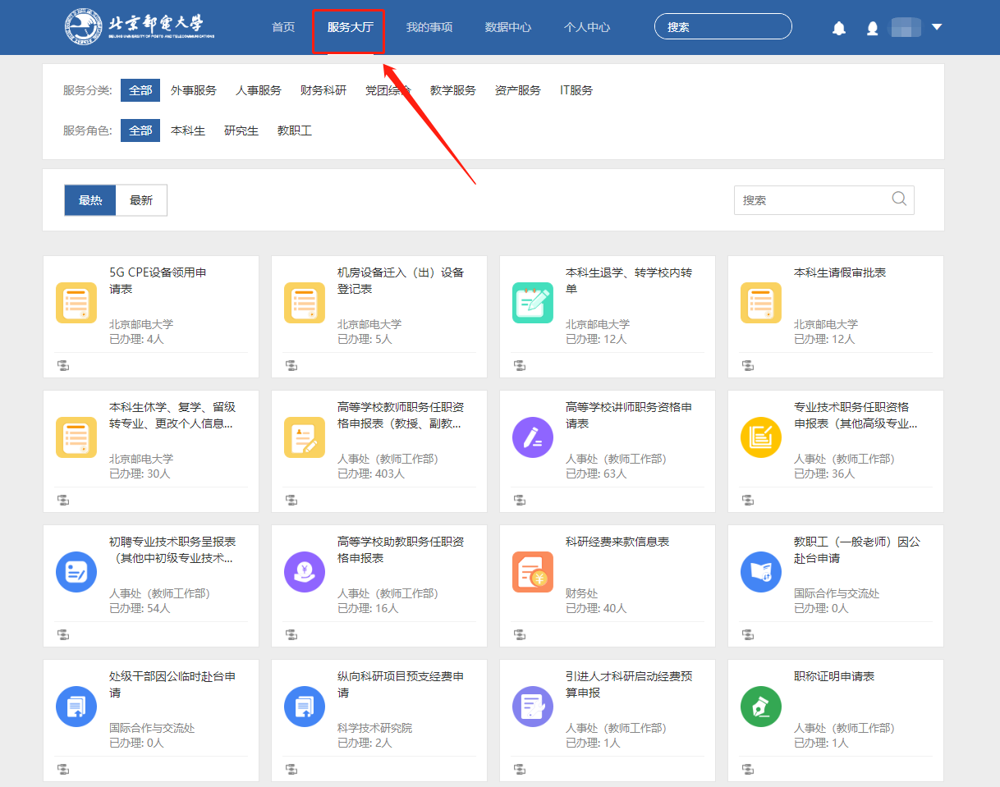 北京邮电大学
BEIJING UNIVERSITY OF POSTS AND TELECOMMUNICATIONS
首页 服务大厅 我的事项 数据中心 个人中心 搜索
服务分类: 全部 外事服务 人事服务 财务科研 党团综合 教学服务 资产服务 IT服务
服务角色: 全部 本科生 研究生 教职工
最热 最新 搜索
5G CPE设备领用申
请表
北京邮电大学
已办理: 4人
机房设备迁入（出）设备
登记表
北京邮电大学
已办理: 5人
本科生退学、转学校内转
单
北京邮电大学
已办理: 12人
本科生请假审批表
北京邮电大学
已办理: 12人
本科生休学、复学、留级
转专业、更改个人信息...
北京邮电大学
已办理: 30人
高等学校教师职务任职资
格申报表（教授、副教...
人事处（教师工作部）
已办理: 403人
高等学校讲师职务资格申
请表
人事处（教师工作部）
已办理: 63人
专业技术职务任职资格
申报表（其他高级专业...
人事处（教师工作部）
已办理: 36人
初聘专业技术职务呈报表
（其他中初级专业技术...
人事处（教师工作部）
已办理: 54人
高等学校助教职务任职资
格申报表
人事处（教师工作部）
已办理: 16人
科研经费来款信息表
财务处
已办理: 40人
教职工（一般老师）因公
赴台申请
国际合作与交流处
已办理: 0人
处级干部因公临时赴台申
请
国际合作与交流处
已办理: 0人
纵向科研项目预支经费申
请
科学技术研究院
已办理: 2人
引进人才科研启动经费预
算申报
人事处（教师工作部）
已办理: 1人
职称证明申请表
人事处（教师工作部）
已办理: 1人